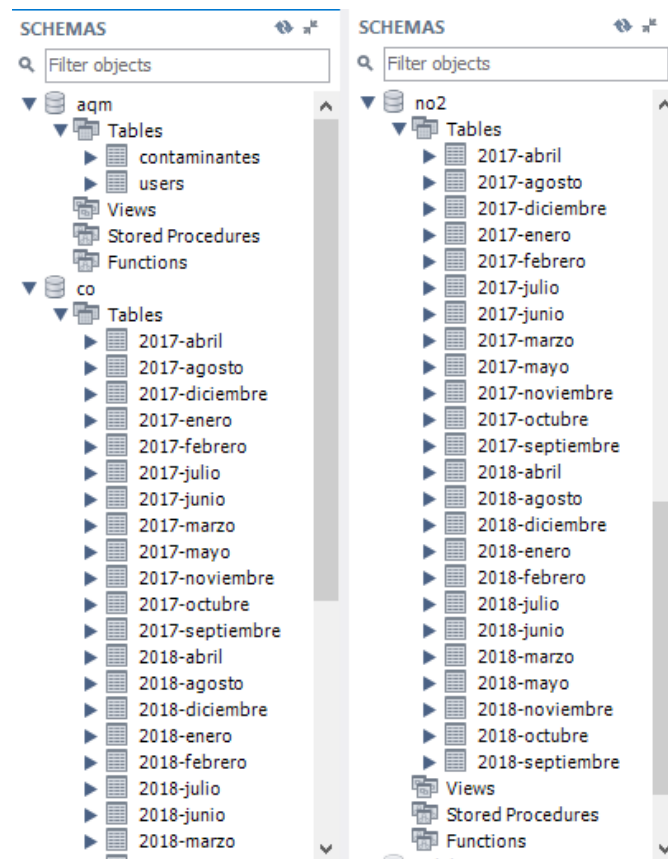 SCHEMAS
Filter objects
aqm
Tables
contaminantes
users
Views
Stored Procedures
Functions
co
Tables
2017-abril
2017-agosto
2017-diciembre
2017-enero
2017-febrero
2017-julio
2017-junio
2017-marzo
2017-mayo
2017-noviembre
2017-octubre
2017-septiembre
2018-abril
2018-agosto
2018-diciembre
2018-enero
2018-febrero
2018-julio
2018-junio
2018-marzo
SCHEMAS
Filter objects
no2
Tables
2017-abril
2017-agosto
2017-diciembre
2017-enero
2017-febrero
2017-julio
2017-junio
2017-marzo
2017-mayo
2017-noviembre
2017-octubre
2017-septiembre
2018-abril
2018-agosto
2018-diciembre
2018-enero
2018-febrero
2018-julio
2018-junio
2018-marzo
2018-mayo
2018-noviembre
2018-octubre
2018-septiembre
Views
Stored Procedures
Functions